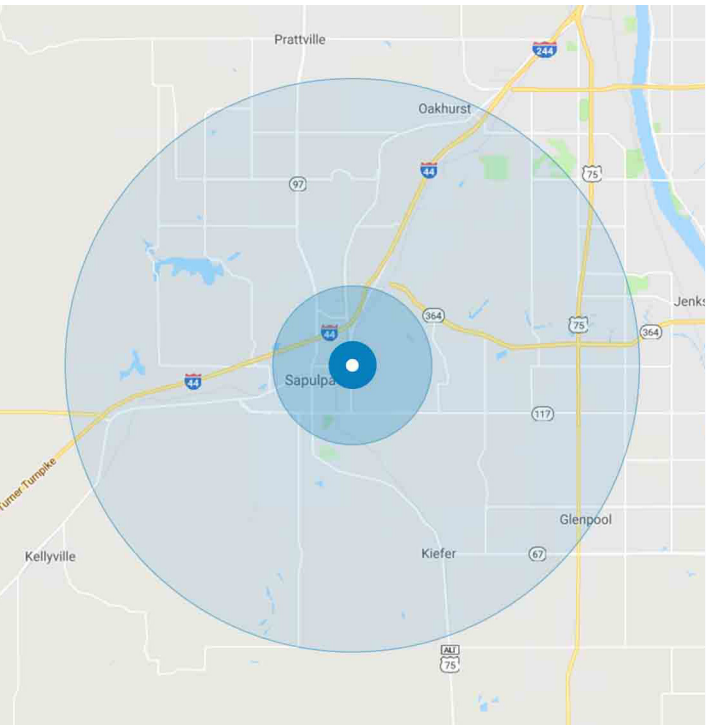 Prattville
244
Oakhurst
44
75
97
Jenks
364
75
364
44
Sapulpa
44
117
Turner Turnpike
Glenpool
Kellyville
Kiefer
67
ALT
75